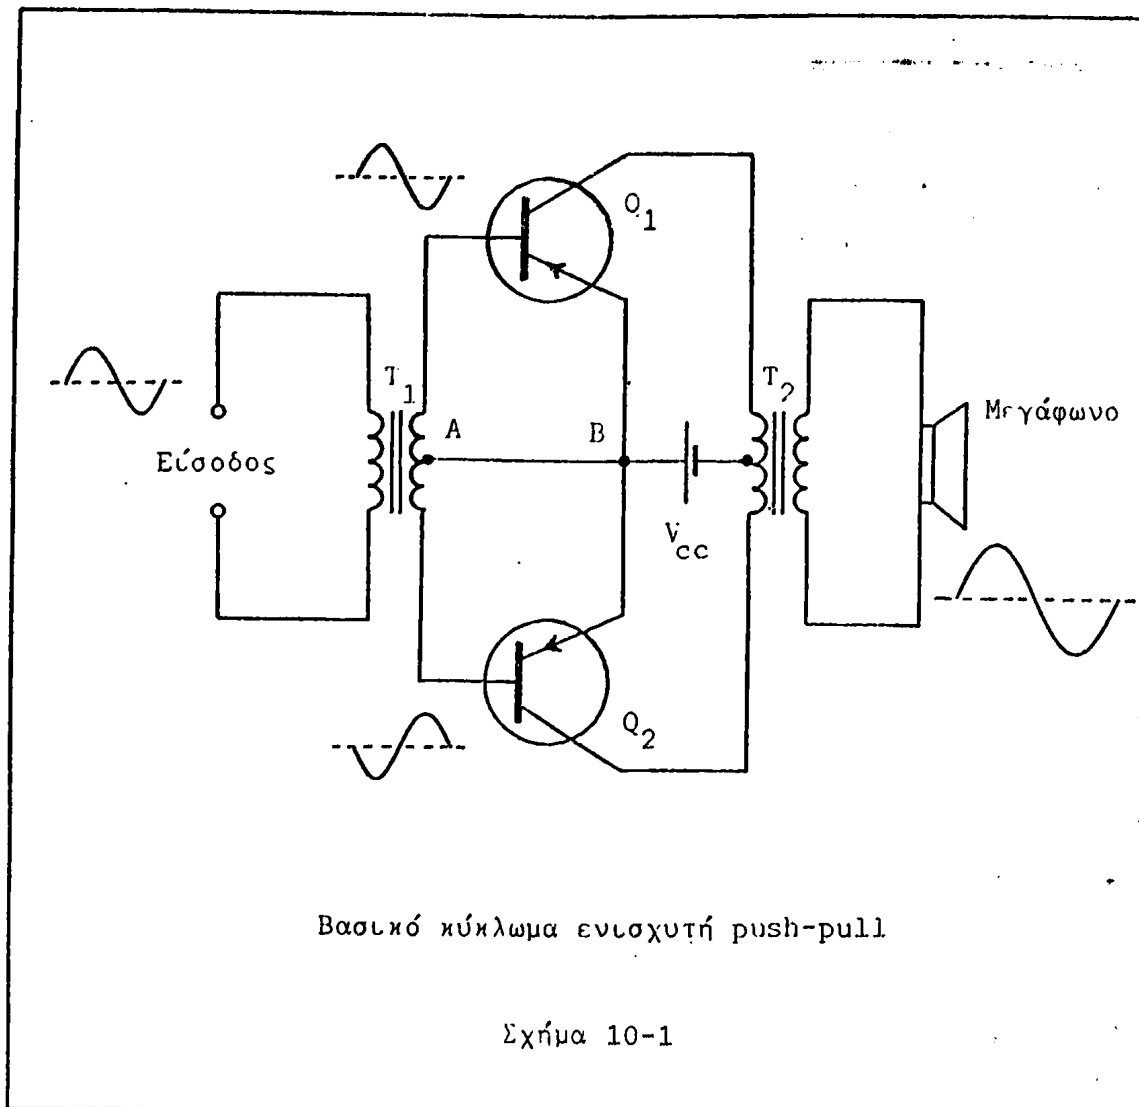 Q1
T1
A
B
T2
Μεγάφωνο
Είσοδος
Vcc
Q2
Βασικό κύκλωμα ενισχυτή push-pull
Σχήμα 10-1